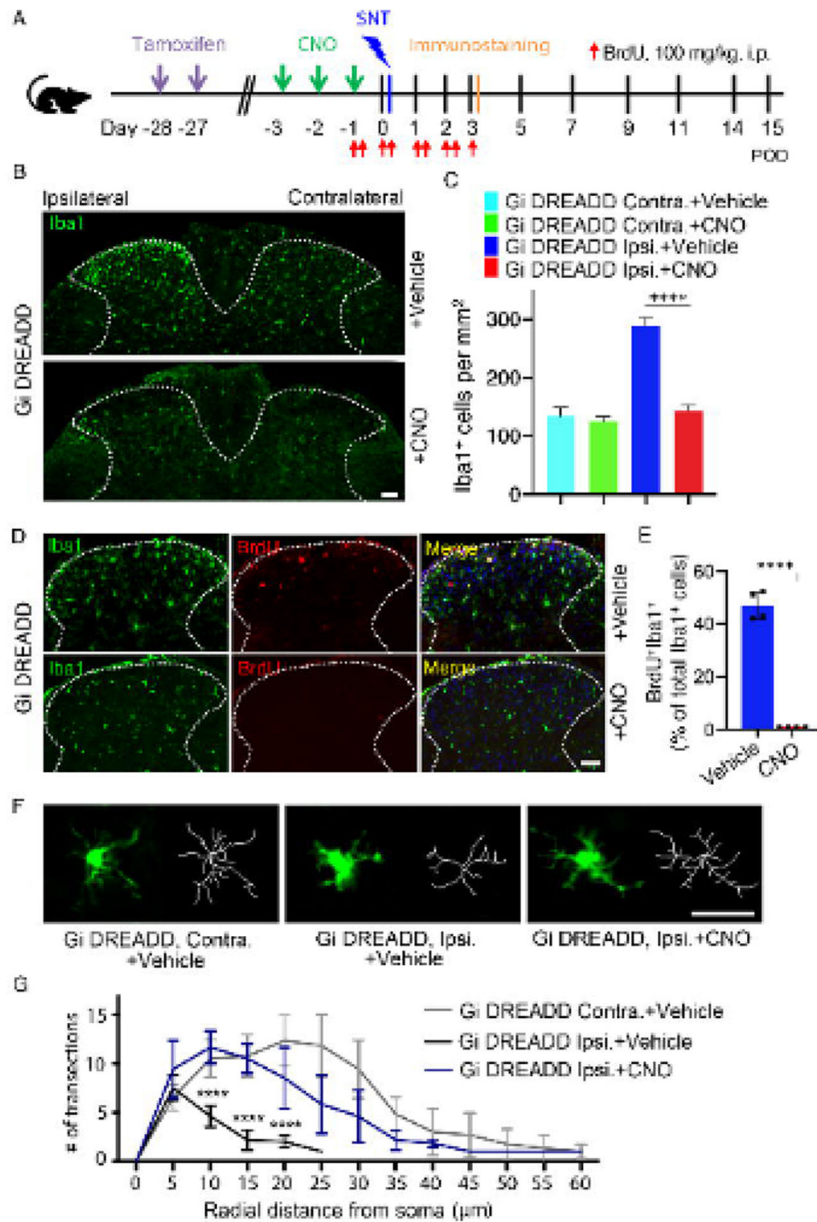 A
SNT
Tamoxifen
CNO
Immunostaining
BrdU, 100 mg/kg, i.p.
Day -28 -27 -3 -2 -1 0 1 2 3 5 7 9 11 14 15
POD
B
Ipsilateral Contralateral
Iba1
+Vehicle
+CNO
Gi DREADD
C
Gi DREADD Contra.+Vehicle
Gi DREADD Contra.+CNO
Gi DREADD Ipsi.+Vehicle
Gi DREADD Ipsi.+CNO
****
Iba1⁺ cells per mm²
300
200
100
0
D
Iba1 BrdU Merge
+Vehicle
Iba1 BrdU Merge
+CNO
Gi DREADD
E
****
BrdU⁺Iba1⁺
(% of total Iba1⁺ cells)
60
40
20
0
Vehicle
CNO
F
Gi DREADD, Contra.
+Vehicle
Gi DREADD, Ipsi.
+Vehicle
Gi DREADD, Ipsi.+CNO
G
Gi DREADD Contra.+Vehicle
Gi DREADD Ipsi.+Vehicle
Gi DREADD Ipsi.+CNO
# of transections
15
10
5
0
**** **** ****
0 5 10 15 20 25 30 35 40 45 50 55 60
Radial distance from soma (μm)